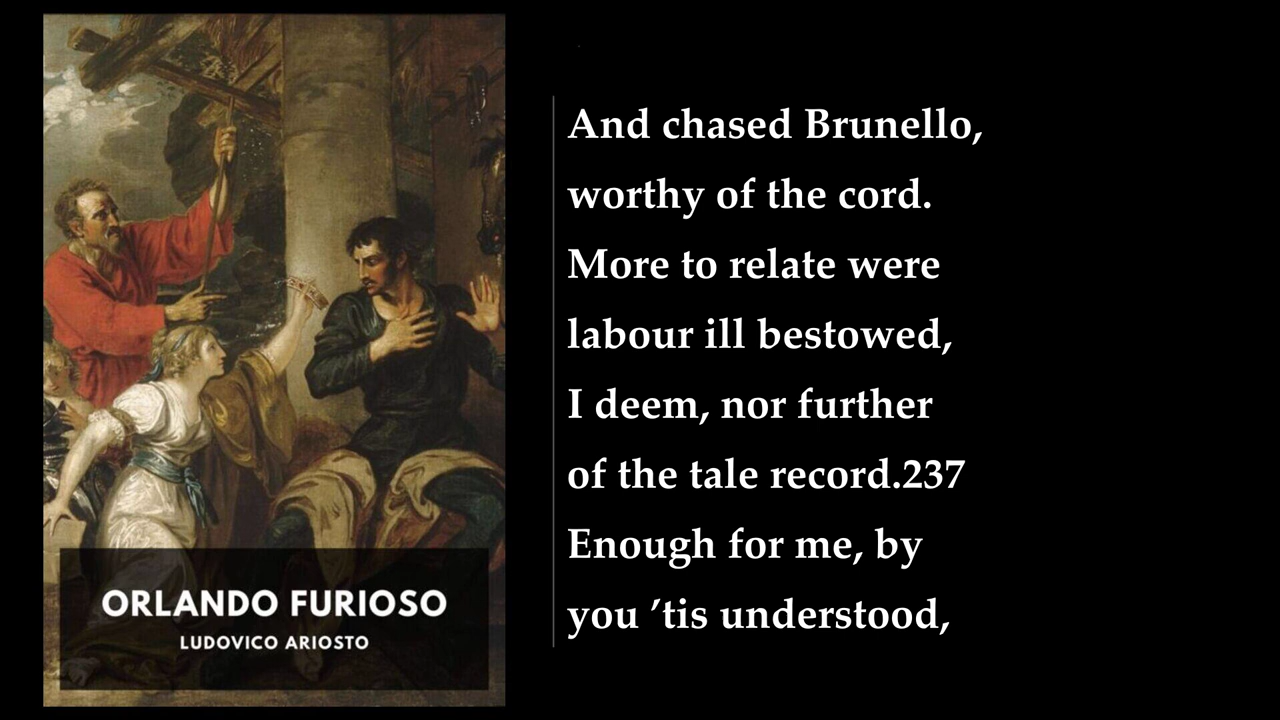 ORLANDO FURIOSO
LUDOVICO ARIOSTO
And chased Brunello,
worthy of the cord.
More to relate were
labour ill bestowed,
I deem, nor further
of the tale record.237
Enough for me, by
you ’tis understood,